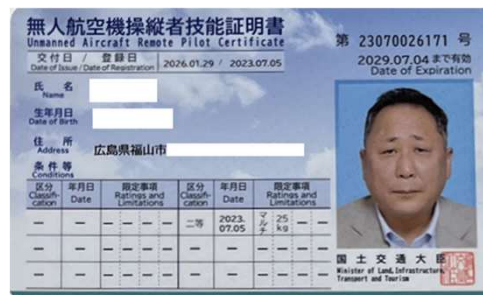 無人航空機操縦者技能証明書
Unmanned Aircraft Remote Pilot Certificate
第 23070026171 号
交付日 / 登録日
Date of Issue / Date of Registration
2026.01.29 / 2023.07.05
2029.07.04 まで有効
Date of Expiration
氏 名
Name
生年月日
Date of Birth
住 所
Address
広島県福山市
条件等
Conditions
区分 年月日 限定事項 区分 年月日 限定事項
Classifi-cation Date Ratings and Limitations Classifi-cation Date Ratings and Limitations
— — — — — — 二等 2023.07.05 マルチ 25kg — —
— — — — — — — — — — — —
— — — — — — — — — — — —
国土交通大臣
Minister of Land, Infrastructure,
Transport and Tourism